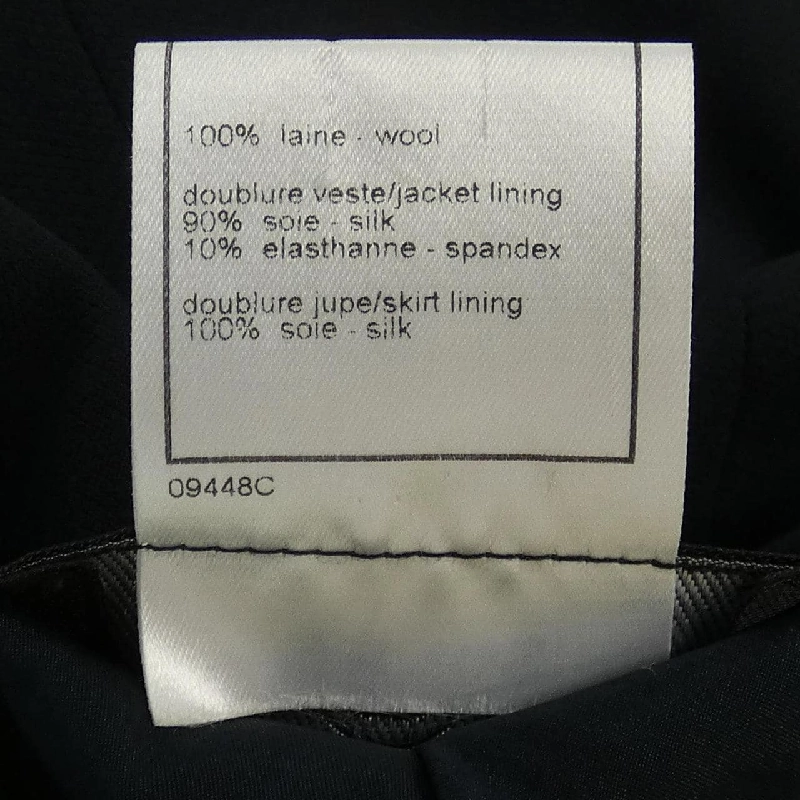 100% laine - wool
doublure veste/jacket lining
90% soie - silk
10% elasthanne - spandex
doublure jupe/skirt lining
100% soie - silk
09448C